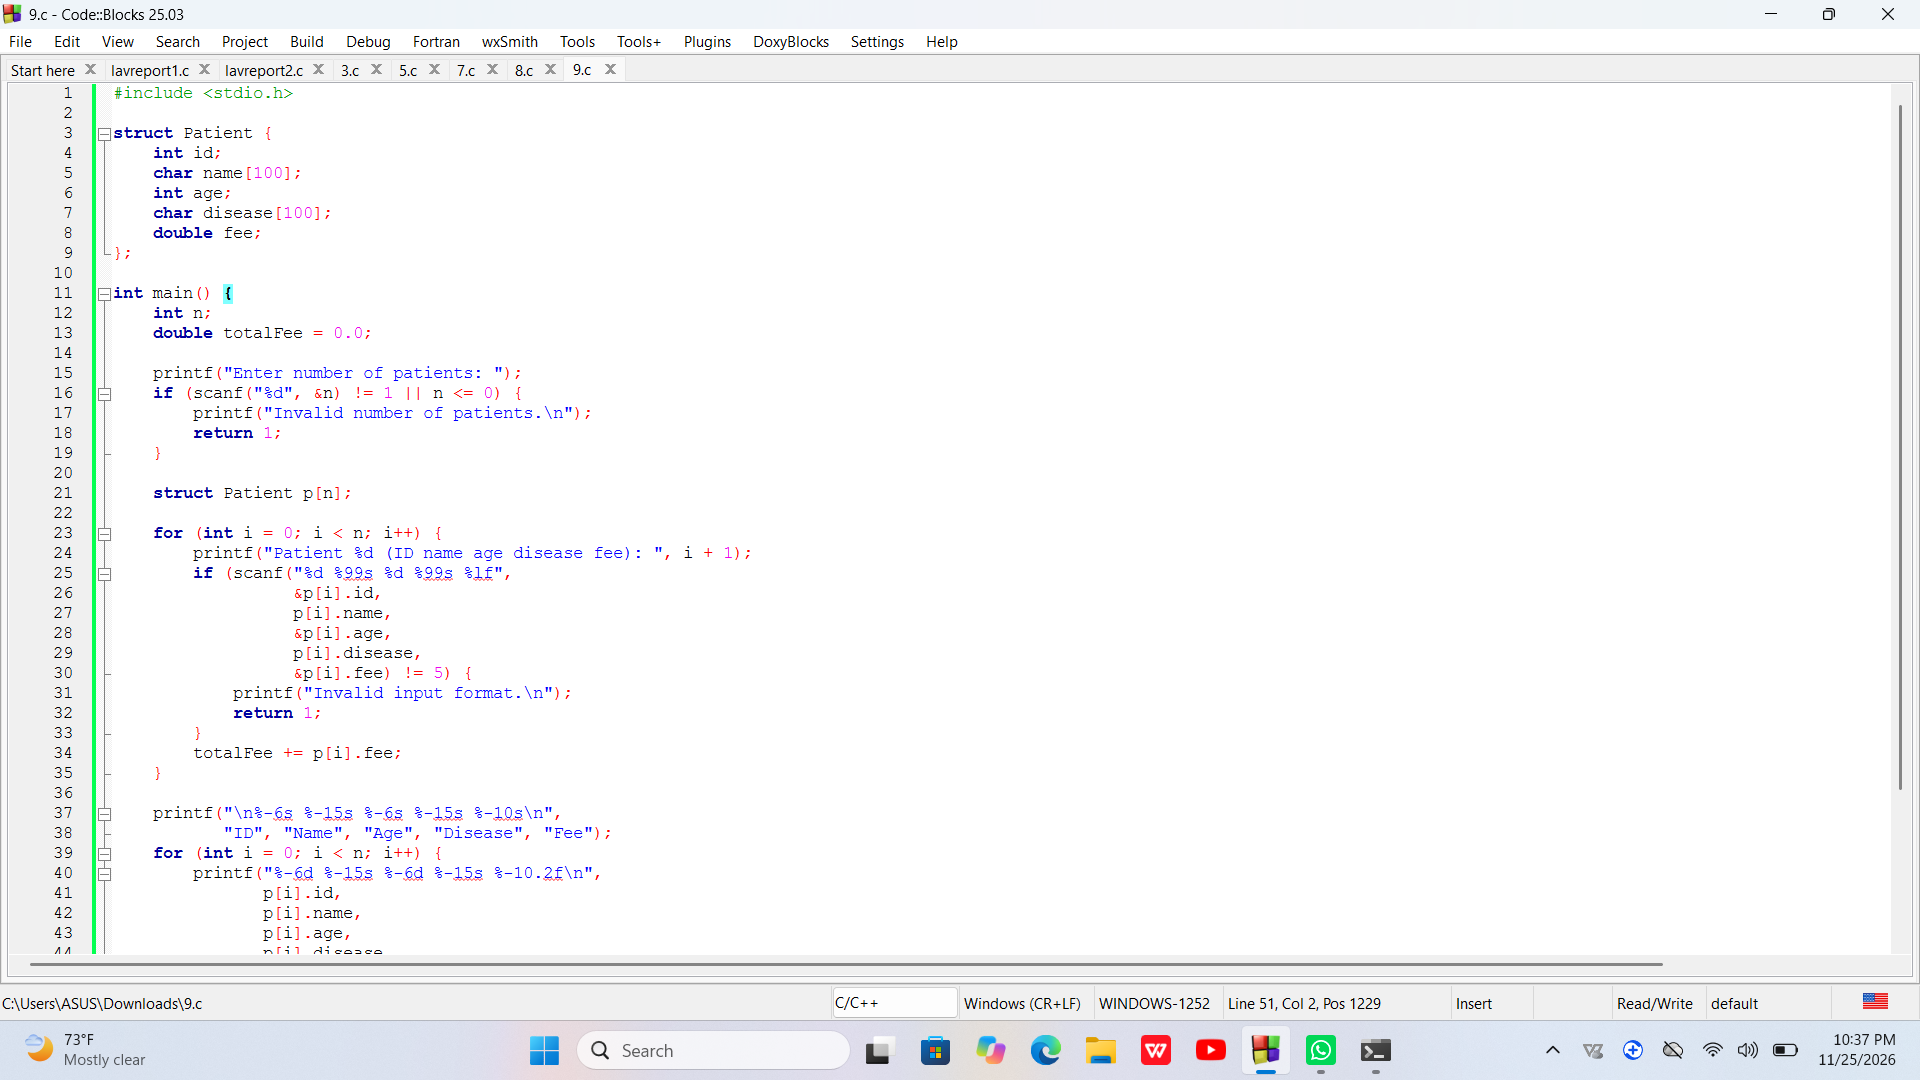 9.c - Code::Blocks 25.03
File Edit View Search Project Build Debug Fortran wxSmith Tools Tools+ Plugins DoxyBlocks Settings Help
Start here lavreport1.c lavreport2.c 3.c 5.c 7.c 8.c 9.c
1 #include <stdio.h>
2
3 struct Patient {
4 int id;
5 char name[100];
6 int age;
7 char disease[100];
8 double fee;
9 };
10
11 int main() {
12 int n;
13 double totalFee = 0.0;
14
15 printf("Enter number of patients: ");
16 if (scanf("%d", &n) != 1 || n <= 0) {
17 printf("Invalid number of patients.\n");
18 return 1;
19 }
20
21 struct Patient p[n];
22
23 for (int i = 0; i < n; i++) {
24 printf("Patient %d (ID name age disease fee): ", i + 1);
25 if (scanf("%d %99s %d %99s %lf",
26 &p[i].id,
27 p[i].name,
28 &p[i].age,
29 p[i].disease,
30 &p[i].fee) != 5) {
31 printf("Invalid input format.\n");
32 return 1;
33 }
34 totalFee += p[i].fee;
35 }
36
37 printf("\n%-6s %-15s %-6s %-15s %-10s\n",
38 "ID", "Name", "Age", "Disease", "Fee");
39 for (int i = 0; i < n; i++) {
40 printf("%-6d %-15s %-6d %-15s %-10.2f\n",
41 p[i].id,
42 p[i].name,
43 p[i].age,
44 p[i].disease
C:\Users\ASUS\Downloads\9.c C/C++ Windows (CR+LF) WINDOWS-1252 Line 51, Col 2, Pos 1229 Insert Read/Write default
73°F
Mostly clear
Search
10:37 PM
11/25/2026